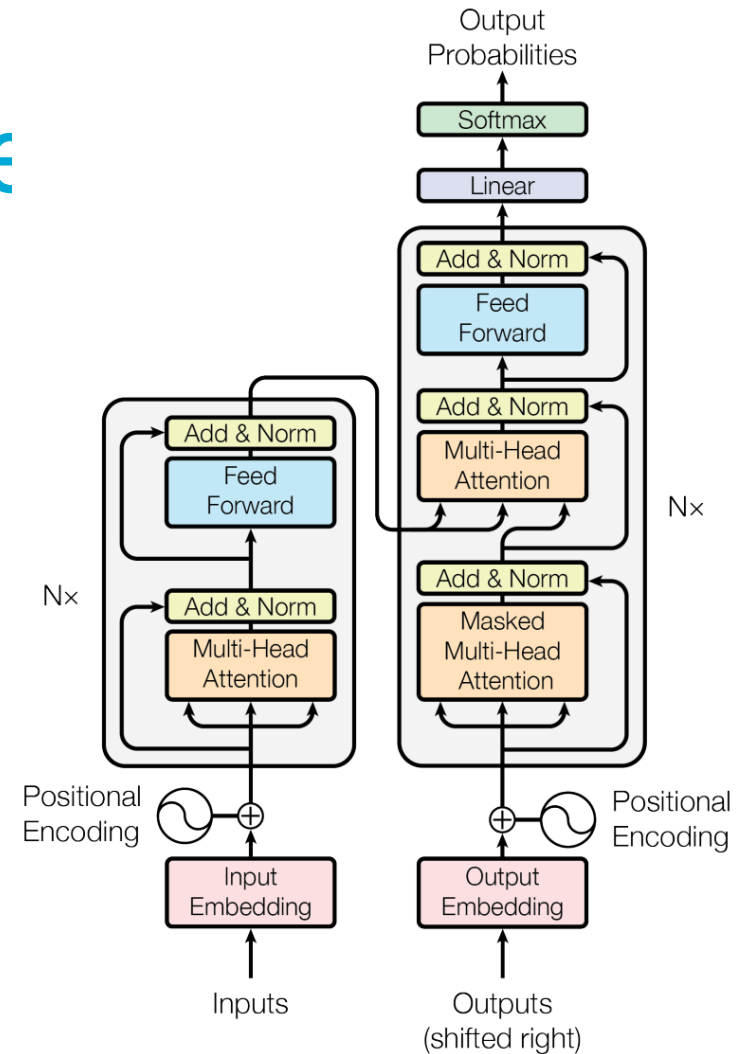 Output
Probabilities
Softmax
Linear
Add & Norm
Feed
Forward
Add & Norm
Multi-Head
Attention
Add & Norm
Masked
Multi-Head
Attention
Nx
Add & Norm
Feed
Forward
Add & Norm
Multi-Head
Attention
Nx
Positional
Encoding
Positional
Encoding
Input
Embedding
Output
Embedding
Inputs
Outputs
(shifted right)